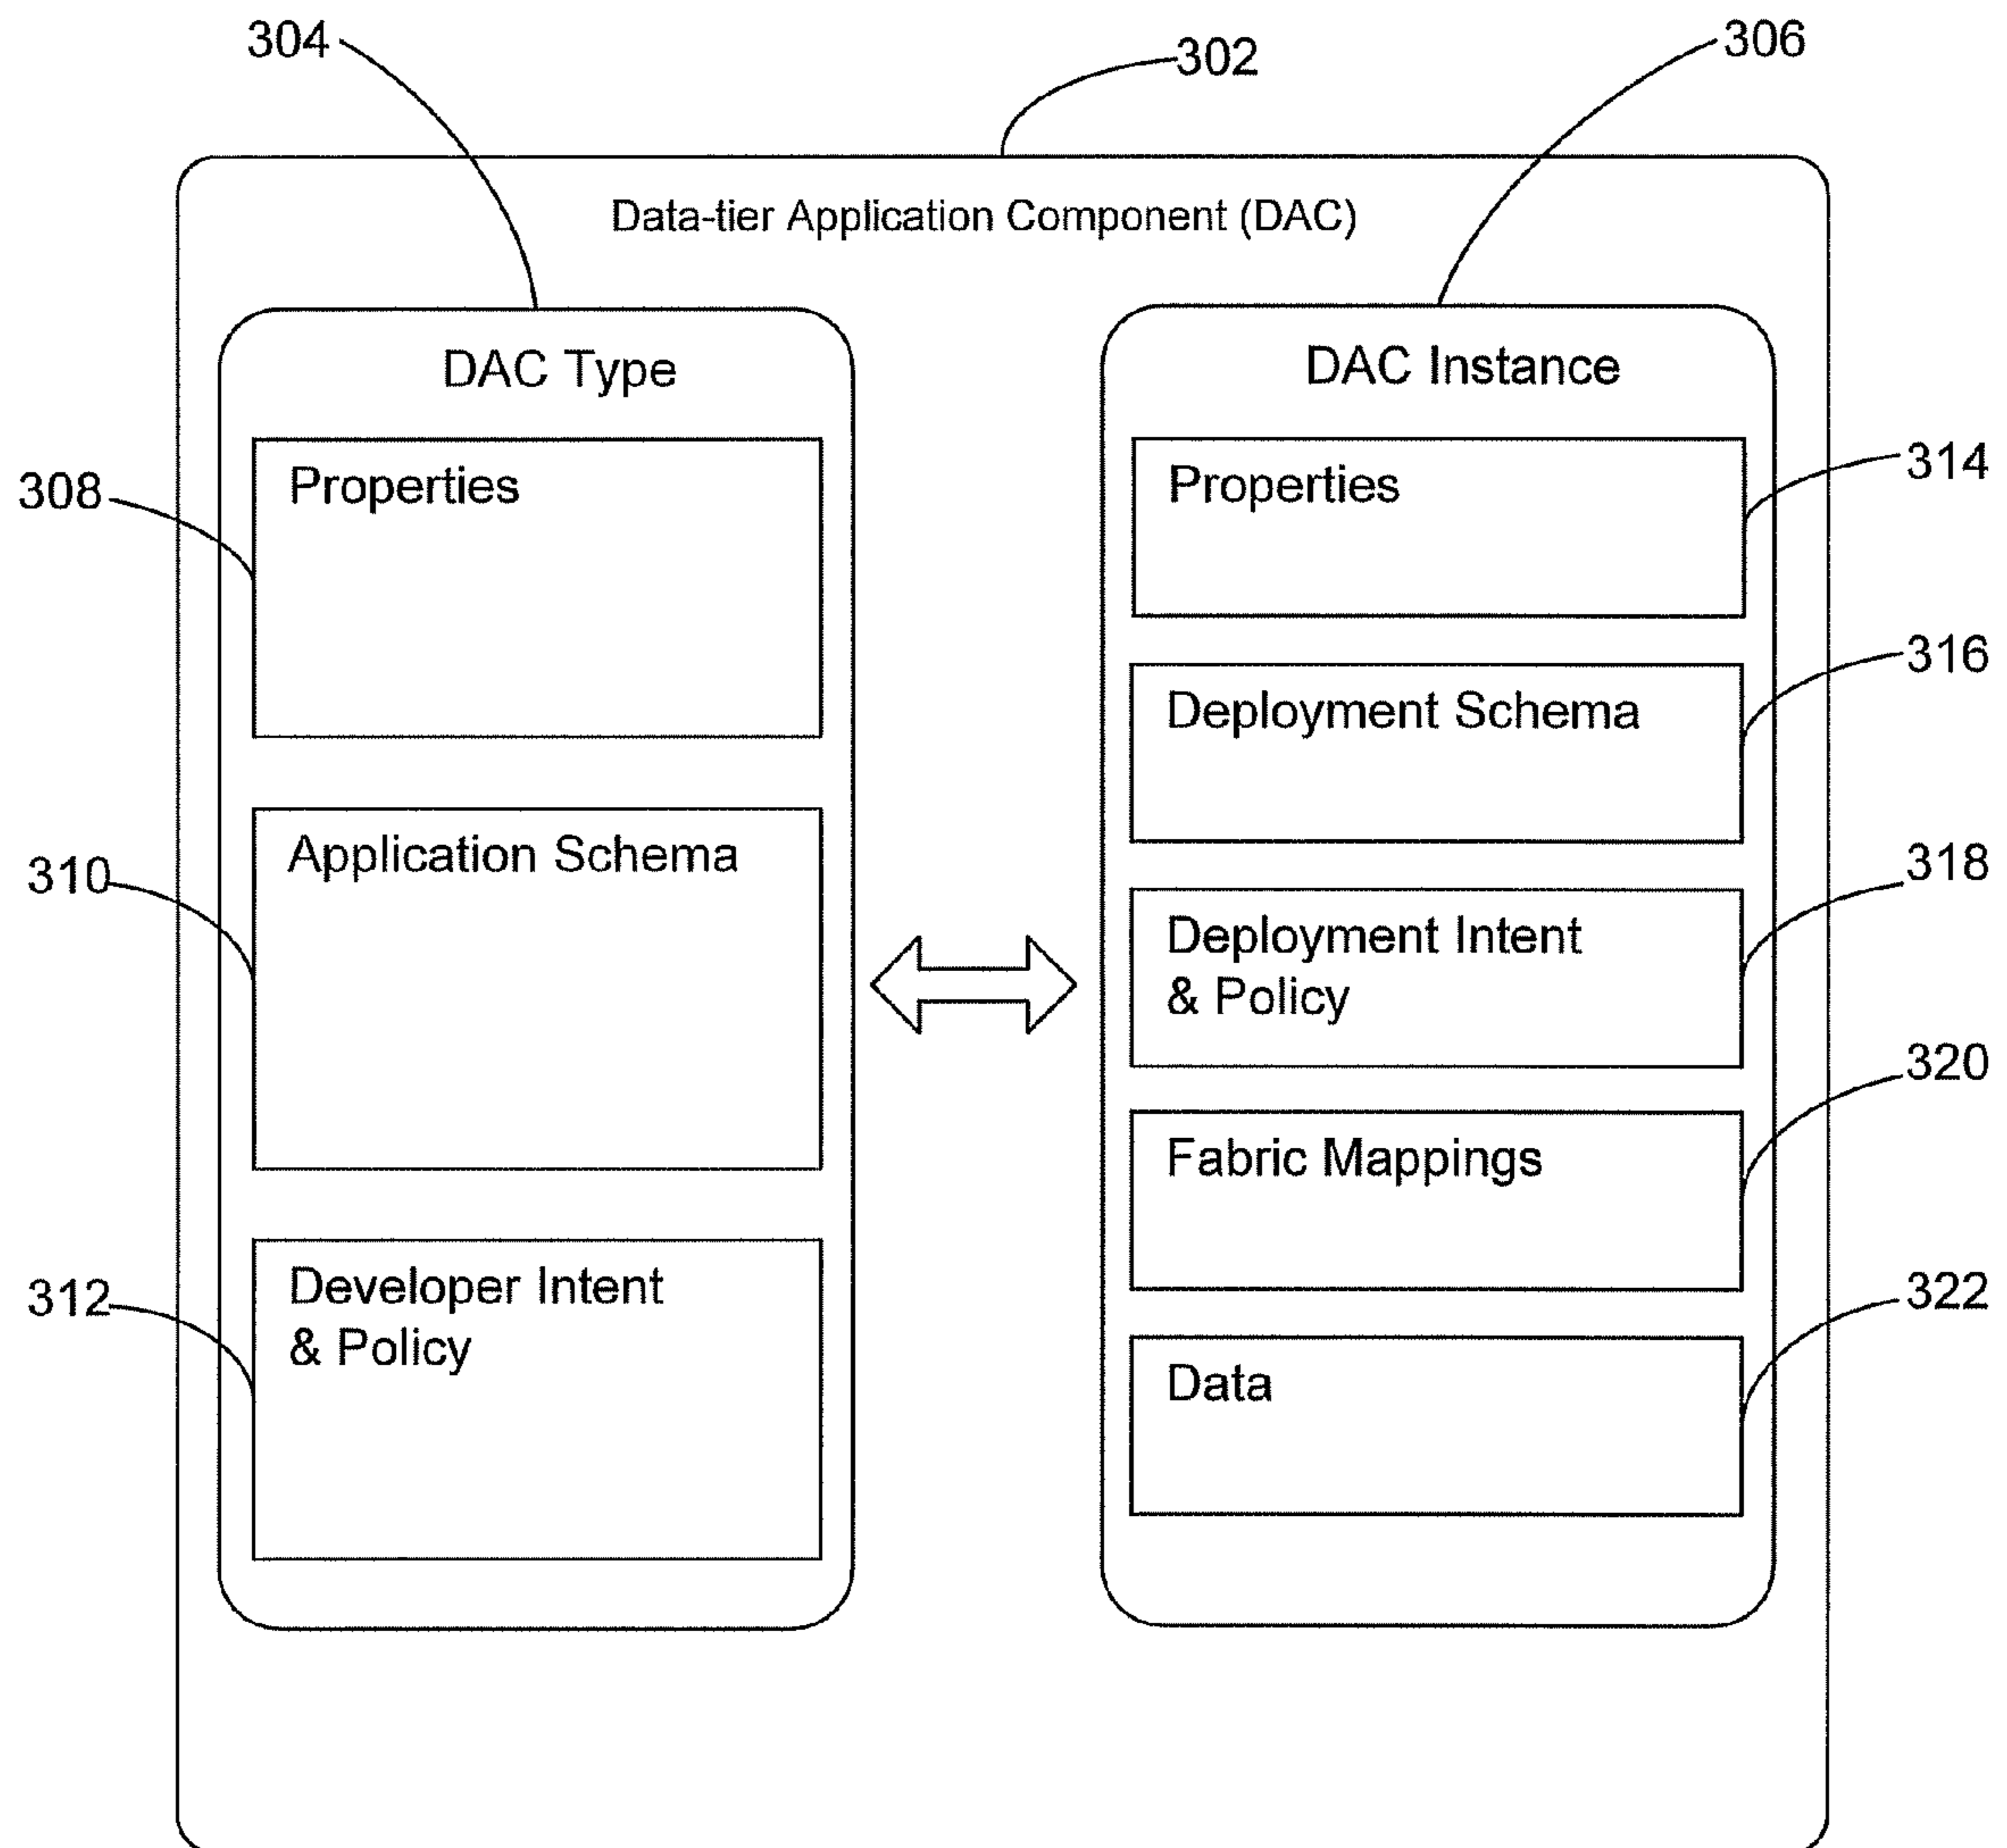 304
302
306
Data-tier Application Component (DAC)
DAC Type
DAC Instance
308
Properties
Properties
314
Deployment Schema
316
310
Application Schema
Deployment Intent
& Policy
318
Fabric Mappings
320
312
Developer Intent
& Policy
Data
322